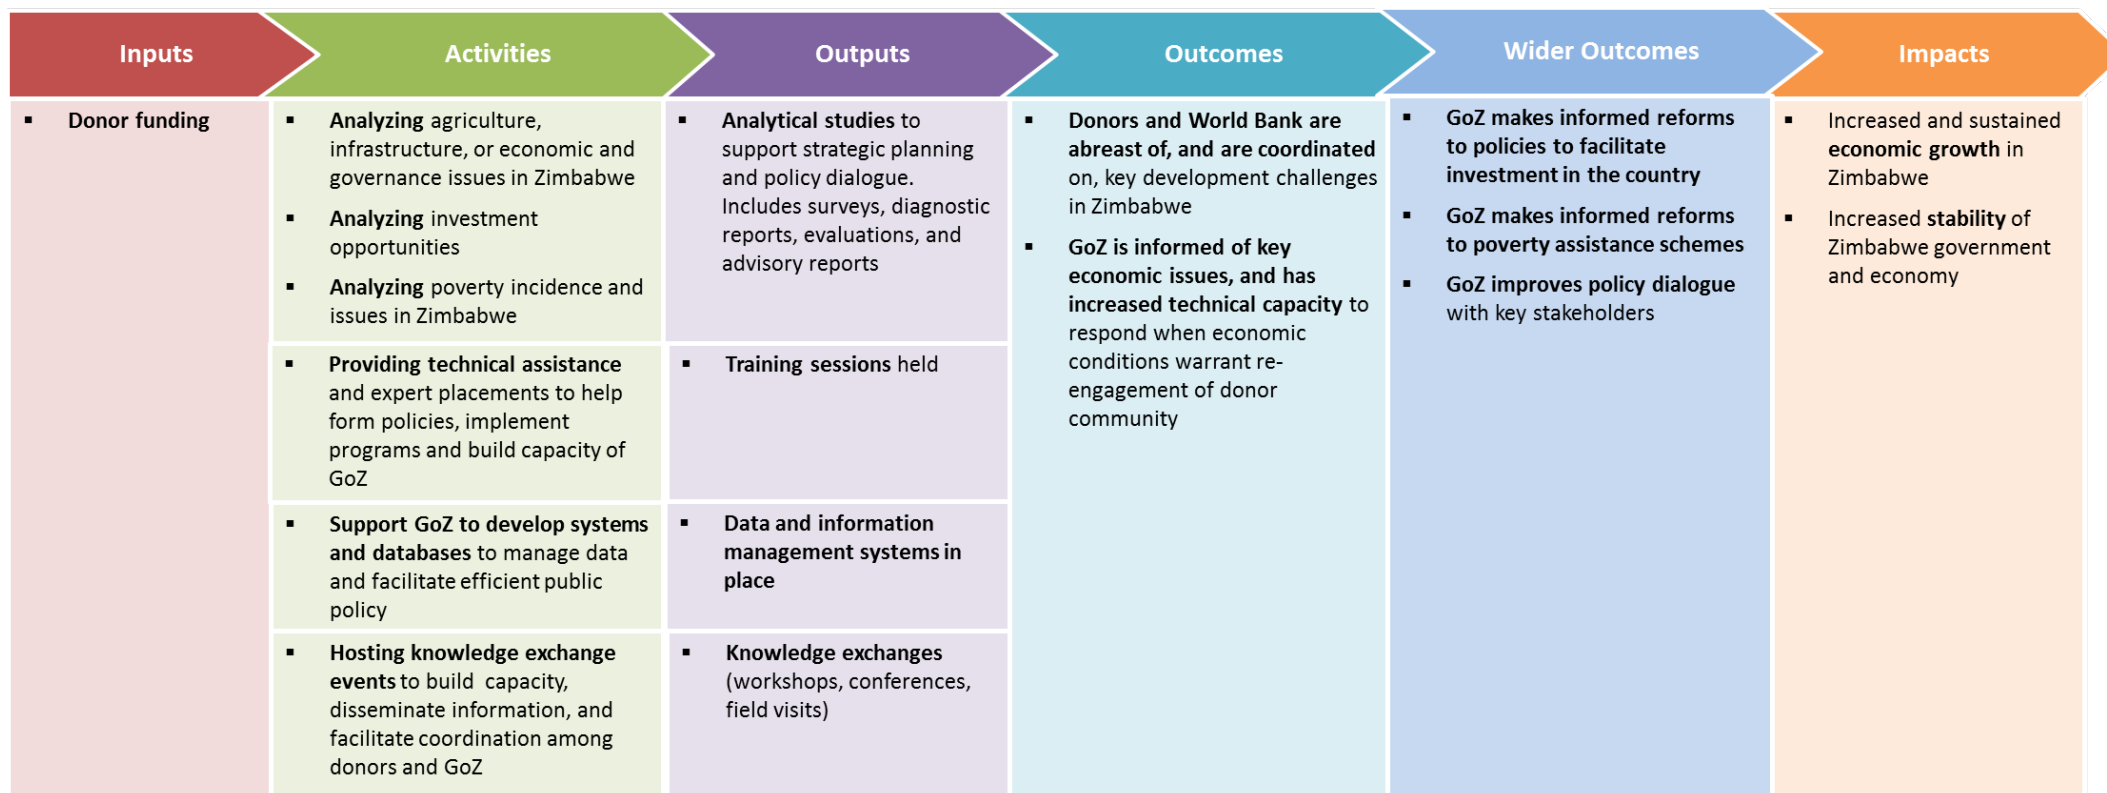 Inputs
Activities
Outputs
Outcomes
Wider Outcomes
Impacts
▪ Donor funding
▪ Analyzing agriculture,
infrastructure, or economic and
governance issues in Zimbabwe
▪ Analyzing investment
opportunities
▪ Analyzing poverty incidence and
issues in Zimbabwe
▪ Providing technical assistance
and expert placements to help
form policies, implement
programs and build capacity of
GoZ
▪ Support GoZ to develop systems
and databases to manage data
and facilitate efficient public
policy
▪ Hosting knowledge exchange
events to build capacity,
disseminate information, and
facilitate coordination among
donors and GoZ
▪ Analytical studies to
support strategic planning
and policy dialogue.
Includes surveys, diagnostic
reports, evaluations, and
advisory reports
▪ Training sessions held
▪ Data and information
management systems in
place
▪ Knowledge exchanges
(workshops, conferences,
field visits)
▪ Donors and World Bank are
abreast of, and are coordinated
on, key development challenges
in Zimbabwe
▪ GoZ is informed of key
economic issues, and has
increased technical capacity to
respond when economic
conditions warrant re-
engagement of donor
community
▪ GoZ makes informed reforms
to policies to facilitate
investment in the country
▪ GoZ makes informed reforms
to poverty assistance schemes
▪ GoZ improves policy dialogue
with key stakeholders
▪ Increased and sustained
economic growth in
Zimbabwe
▪ Increased stability of
Zimbabwe government
and economy